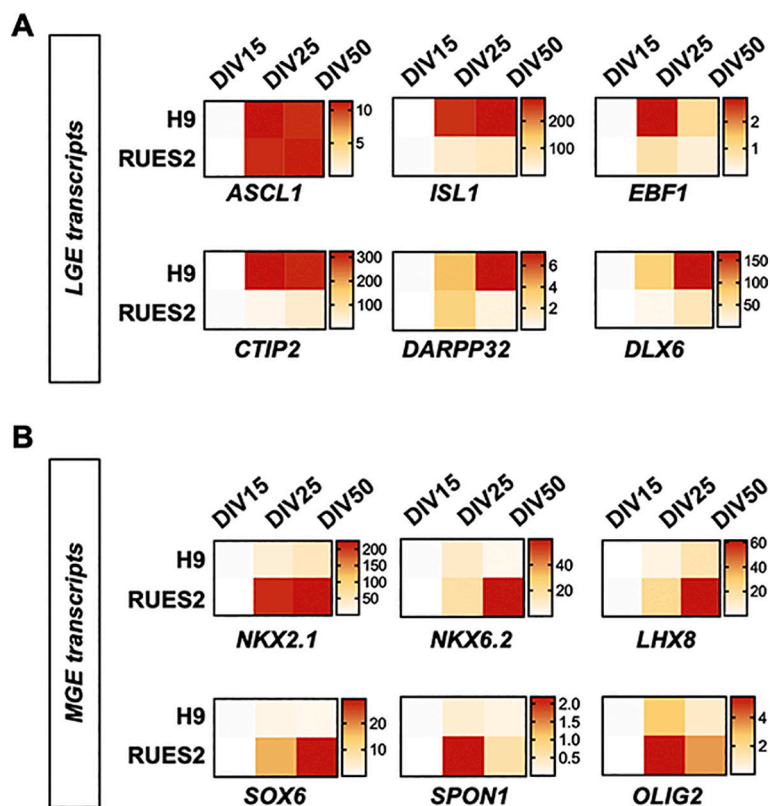 A
LGE transcripts
DIV15 DIV25 DIV50 DIV15 DIV25 DIV50 DIV15 DIV25 DIV50
H9 10 200 2
RUES2 5 100 1
ASCL1 ISL1 EBF1
H9 300 6 150
200 4 100
RUES2 100 2 50
CTIP2 DARPP32 DLX6
B
MGE transcripts
DIV15 DIV25 DIV50 DIV15 DIV25 DIV50 DIV15 DIV25 DIV50
H9 200 40 60
150 40
RUES2 100 20 20
50
NKX2.1 NKX6.2 LHX8
H9 20 2.0 4
1.5
RUES2 10 1.0 2
0.5
SOX6 SPON1 OLIG2